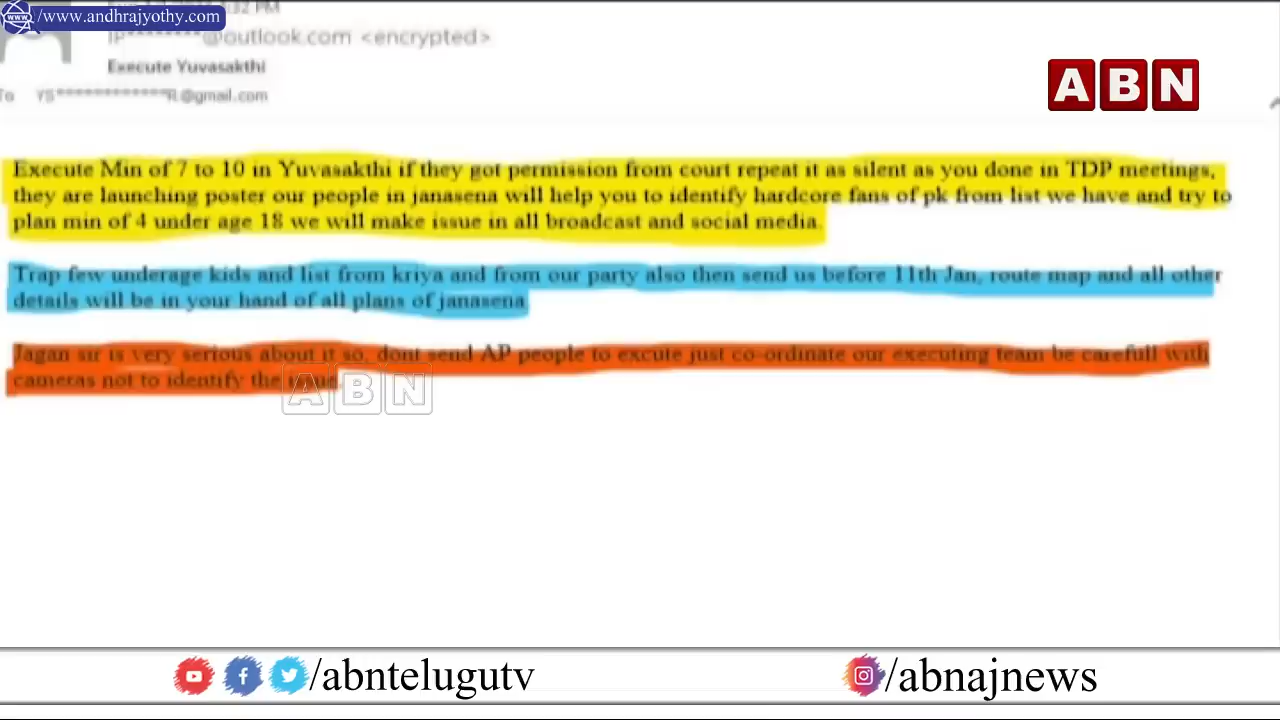 www /www.andhrajyothy.com
:32 PM
@outlook.com <encrypted>
Execute Yuvasakthi
To YS*************R@gmail.com
ABN
Execute Min of 7 to 10 in Yuvasakthi if they got permission from court repeat it as silent as you done in TDP meetings,
they are launching poster our people in janasena will help you to identify hardcore fans of pk from list we have and try to
plan min of 4 under age 18 we will make issue in all broadcast and social media.
Trap few underage kids and list from kriya and from our party also then send us before 11th Jan, route map and all other
details will be in your hand of all plans of janasena
Jagan sir is very serious about it so, dont send AP people to excute just co-ordinate our executing team be carefull with
cameras not to identify the issue.
ABN
/abntelugutv
/abnajnews